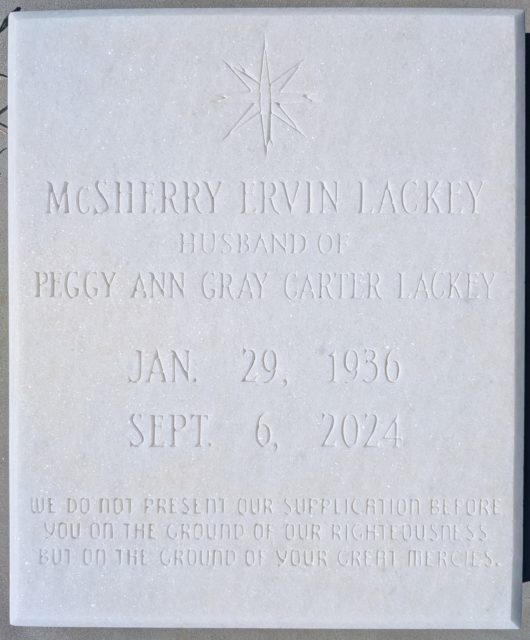 McSHERRY ERVIN LACKEY
HUSBAND OF
PEGGY ANN GRAY CARTER LACKEY
JAN. 29, 1936
SEPT. 6, 2024
WE DO NOT PRESENT OUR SUPPLICATION BEFORE
YOU ON THE GROUND OF OUR RIGHTEOUSNESS
BUT ON THE GROUND OF YOUR GREAT MERCIES.